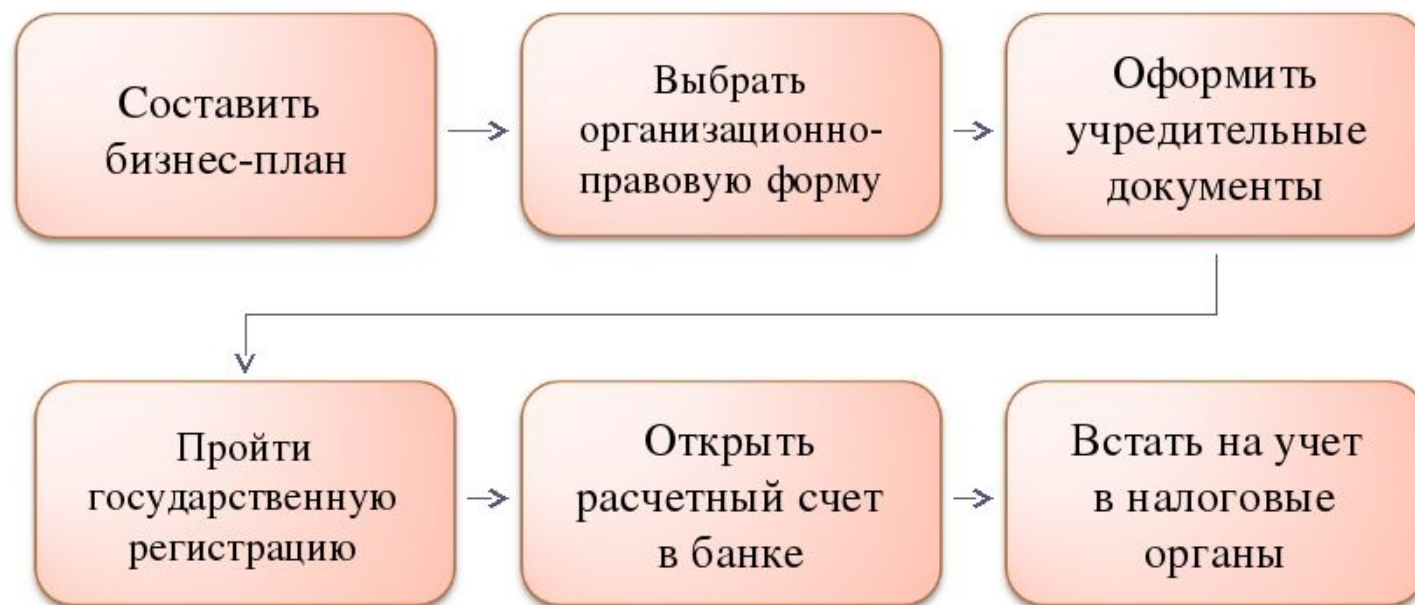 Составить
бизнес-план
Выбрать
организационно-
правовую форму
Оформить
учредительные
документы
Пройти
государственную
регистрацию
Открыть
расчетный счет
в банке
Встать на учет
в налоговые
органы